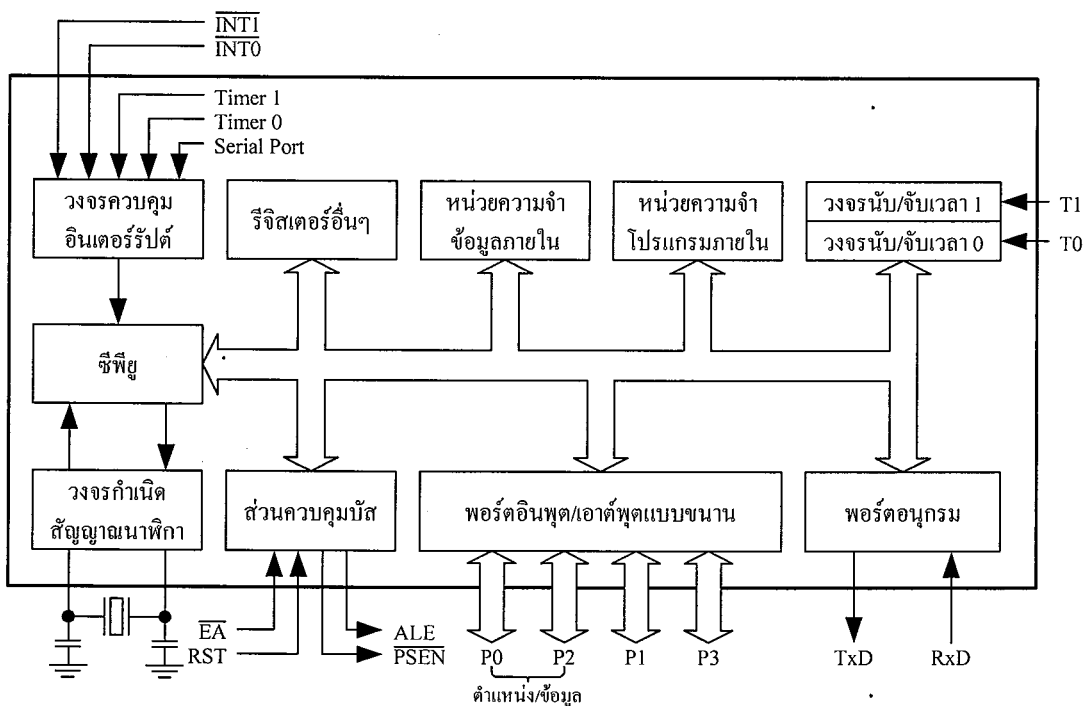 INT1
INT0
Timer 1
Timer 0
Serial Port
วงจรควบคุม
อินเตอร์รัปต์
รีจิสเตอร์อื่นๆ
หน่วยความจำ
ข้อมูลภายใน
หน่วยความจำ
โปรแกรมภายใน
วงจรนับ/จับเวลา 1
วงจรนับ/จับเวลา 0
T1
T0
ซีพียู
วงจรกำเนิด
สัญญาณนาฬิกา
ส่วนควบคุมบัส
พอร์ตอินพุต/เอาต์พุตแบบขนาน
พอร์ตอนุกรม
EA
RST
ALE
PSEN
P0
P2
P1
P3
TxD
RxD
ตำแหน่ง/ข้อมูล